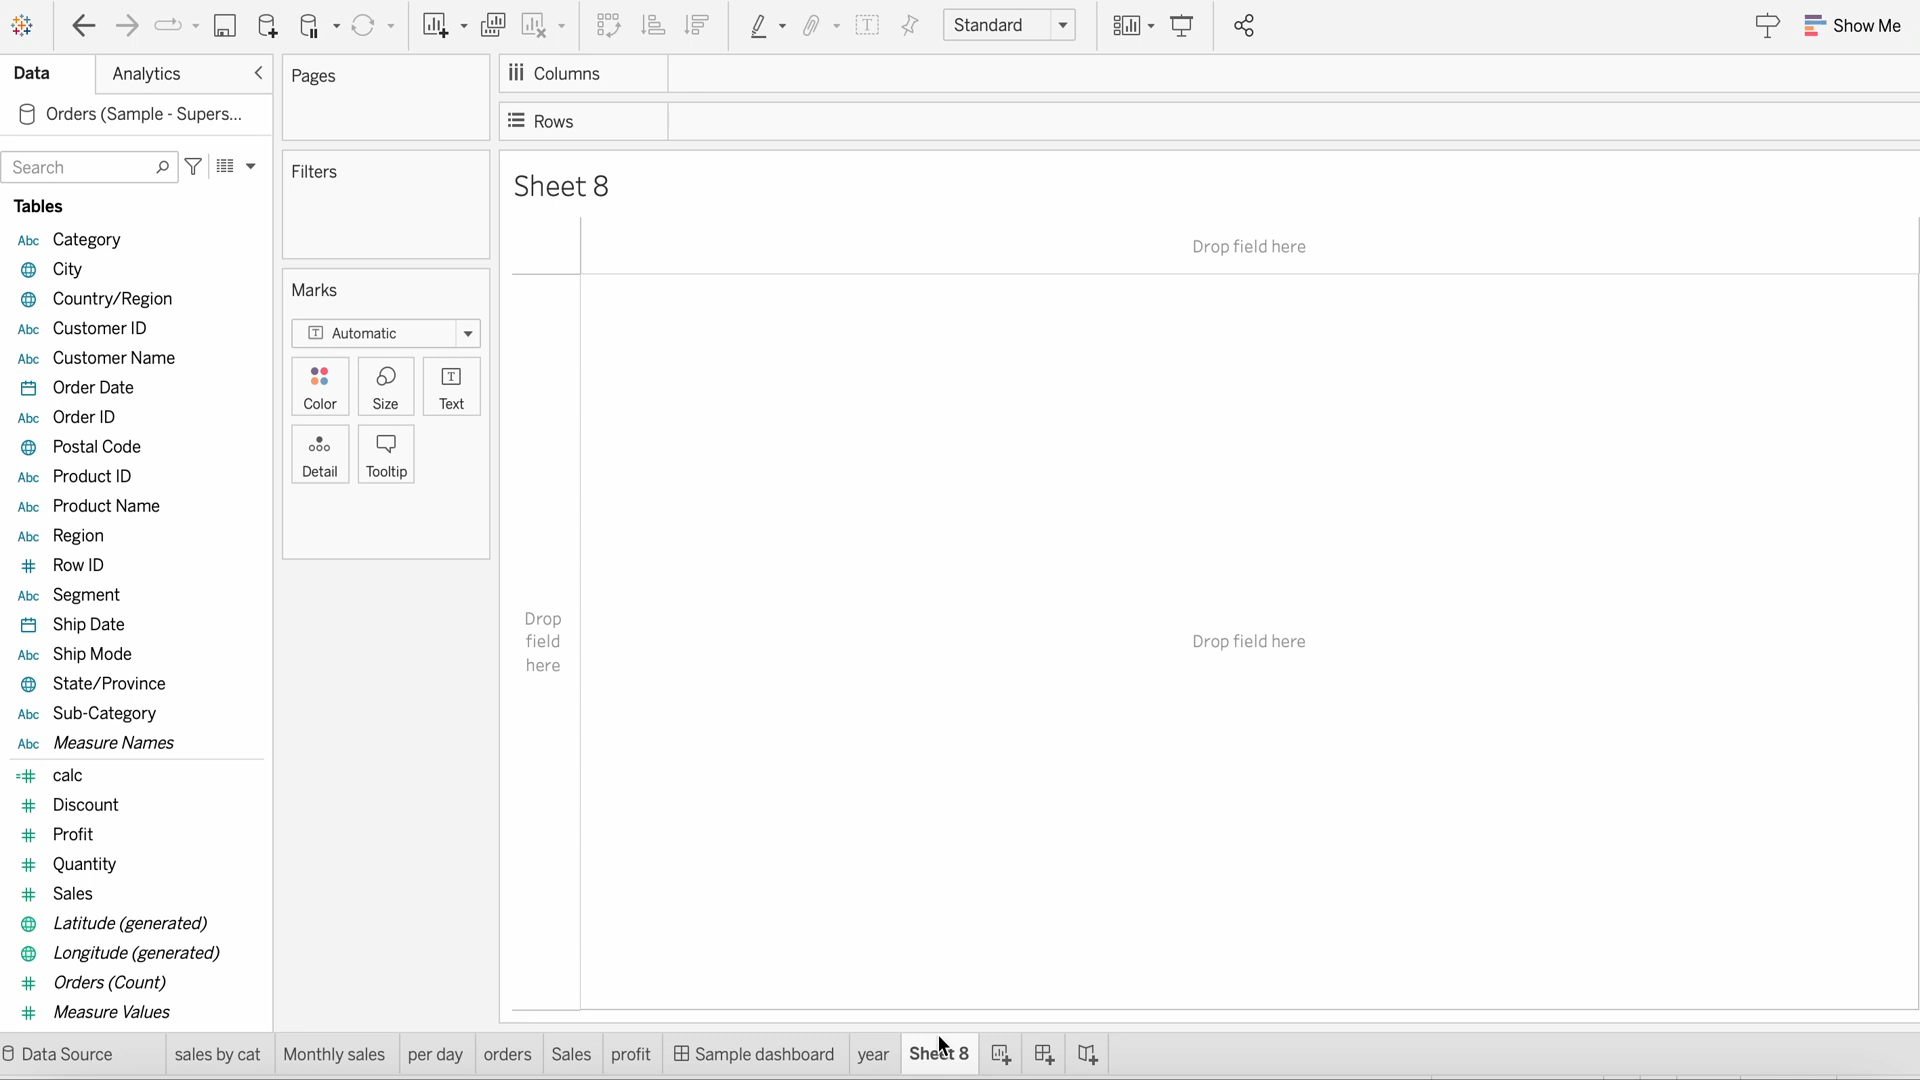 Standard
Show Me
Data
Analytics
Orders (Sample - Supers...
Search
Tables
Abc Category
City
Country/Region
Abc Customer ID
Abc Customer Name
Order Date
Abc Order ID
Postal Code
Abc Product ID
Abc Product Name
Abc Region
# Row ID
Abc Segment
Ship Date
Abc Ship Mode
State/Province
Abc Sub-Category
Abc Measure Names
=# calc
# Discount
# Profit
# Quantity
# Sales
Latitude (generated)
Longitude (generated)
# Orders (Count)
# Measure Values
Pages
Filters
Marks
T Automatic
Color Size T Text
Detail Tooltip
Columns
Rows
Sheet 8
Drop field here
Drop
field
here
Drop field here
Data Source sales by cat Monthly sales per day orders Sales profit Sample dashboard year Sheet 8